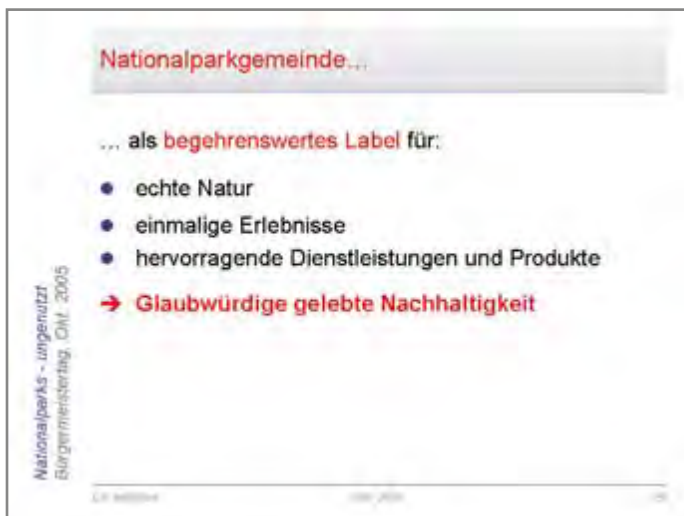 Nationalparkgemeinde...
... als begehrenswertes Label für:
● echte Natur
● einmalige Erlebnisse
● hervorragende Dienstleistungen und Produkte
➔ Glaubwürdige gelebte Nachhaltigkeit
Nationalparks - ungenutzt
Bürgermeistertag, Okt. 2005